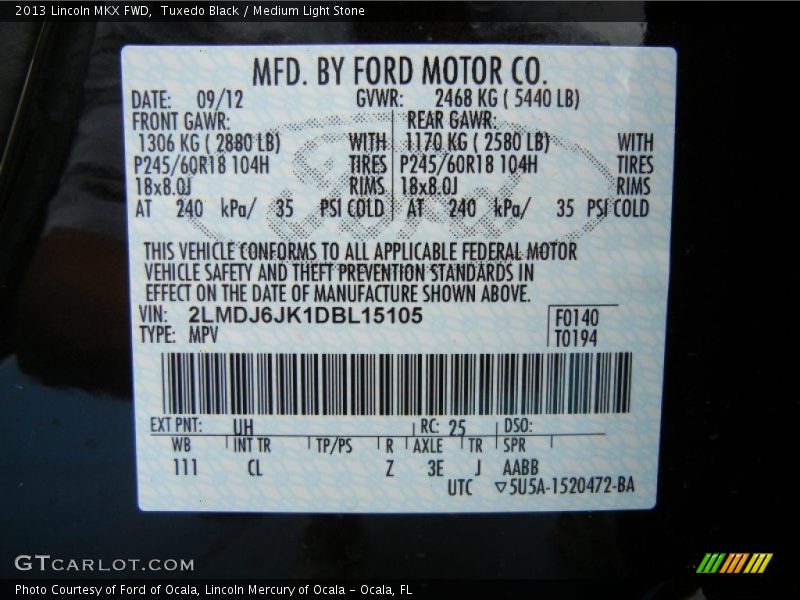 2013 Lincoln MKX FWD, Tuxedo Black / Medium Light Stone
MFD. BY FORD MOTOR CO.
DATE: 09/12 GVWR: 2468 KG ( 5440 LB)
FRONT GAWR: REAR GAWR:
1306 KG ( 2880 LB) WITH 1170 KG ( 2580 LB) WITH
P245/60R18 104H TIRES P245/60R18 104H TIRES
18x8.0J RIMS 18x8.0J RIMS
AT 240 kPa/ 35 PSI COLD AT 240 kPa/ 35 PSI COLD
THIS VEHICLE CONFORMS TO ALL APPLICABLE FEDERAL MOTOR
VEHICLE SAFETY AND THEFT PREVENTION STANDARDS IN
EFFECT ON THE DATE OF MANUFACTURE SHOWN ABOVE.
VIN: 2LMDJ6JK1DBL15105 F0140
TYPE: MPV T0194
EXT PNT: UH RC: 25 DSO:
WB INT TR TP/PS R AXLE TR SPR
111 CL Z 3E J AABB
UTC ▽5U5A-1520472-BA
GTCARLOT.COM
Photo Courtesy of Ford of Ocala, Lincoln Mercury of Ocala – Ocala, FL